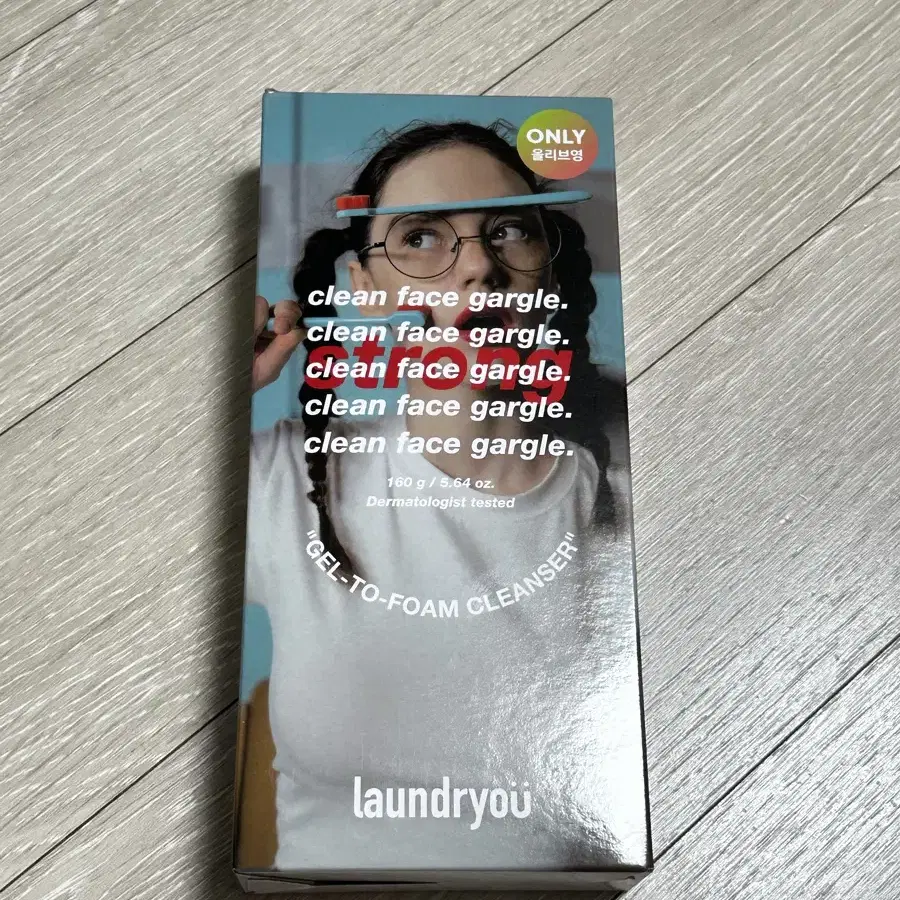 ONLY
올리브영
clean face gargle.
clean face gargle.
strong
clean face gargle.
clean face gargle.
clean face gargle.
160 g / 5.64 oz.
Dermatologist tested
"GEL-TO-FOAM CLEANSER"
laundryoü